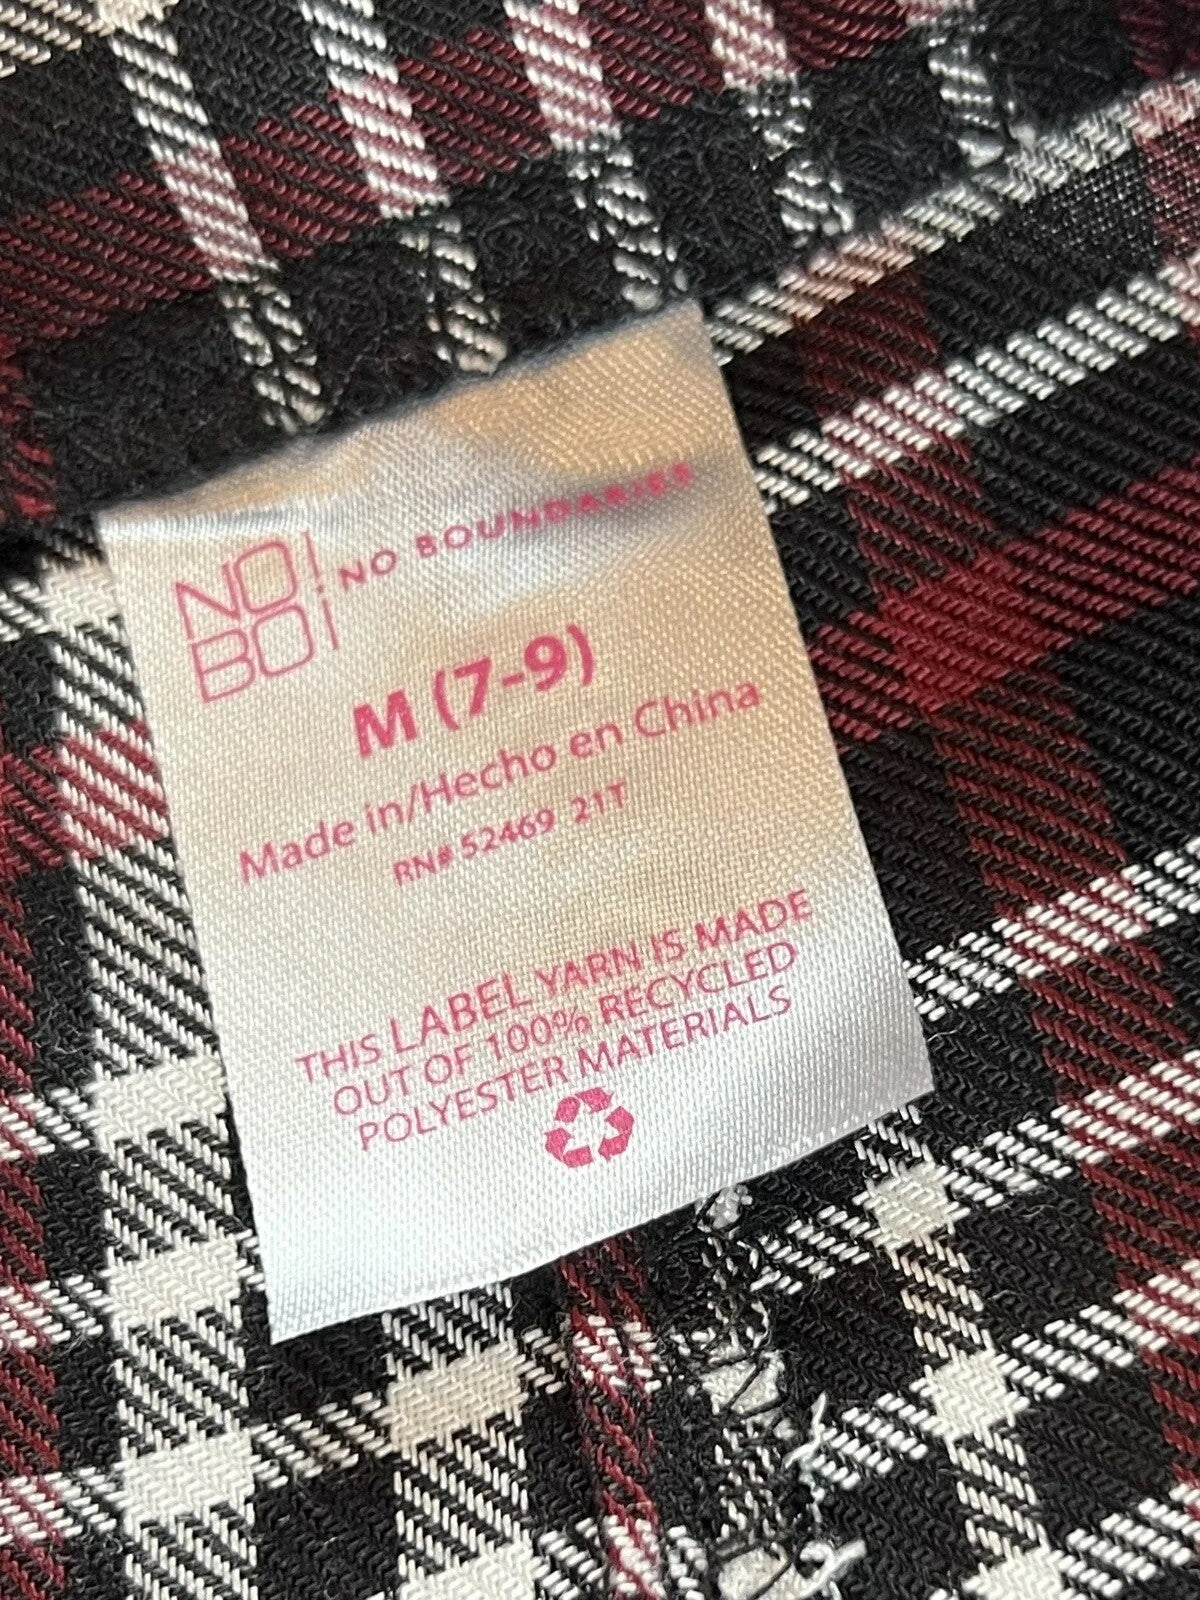 NO
BO
NO BOUNDARIES
M (7-9)
Made in/Hecho en China
RN# 52469 21T
THIS LABEL YARN IS MADE
OUT OF 100% RECYCLED
POLYESTER MATERIALS